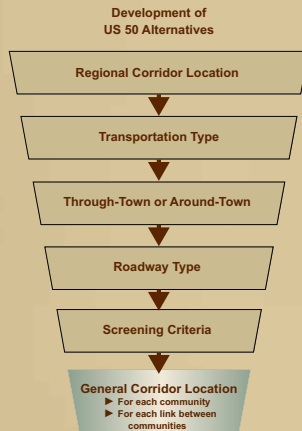 Development of
US 50 Alternatives
Regional Corridor Location
Transportation Type
Through-Town or Around-Town
Roadway Type
Screening Criteria
General Corridor Location
► For each community
► For each link between
communities